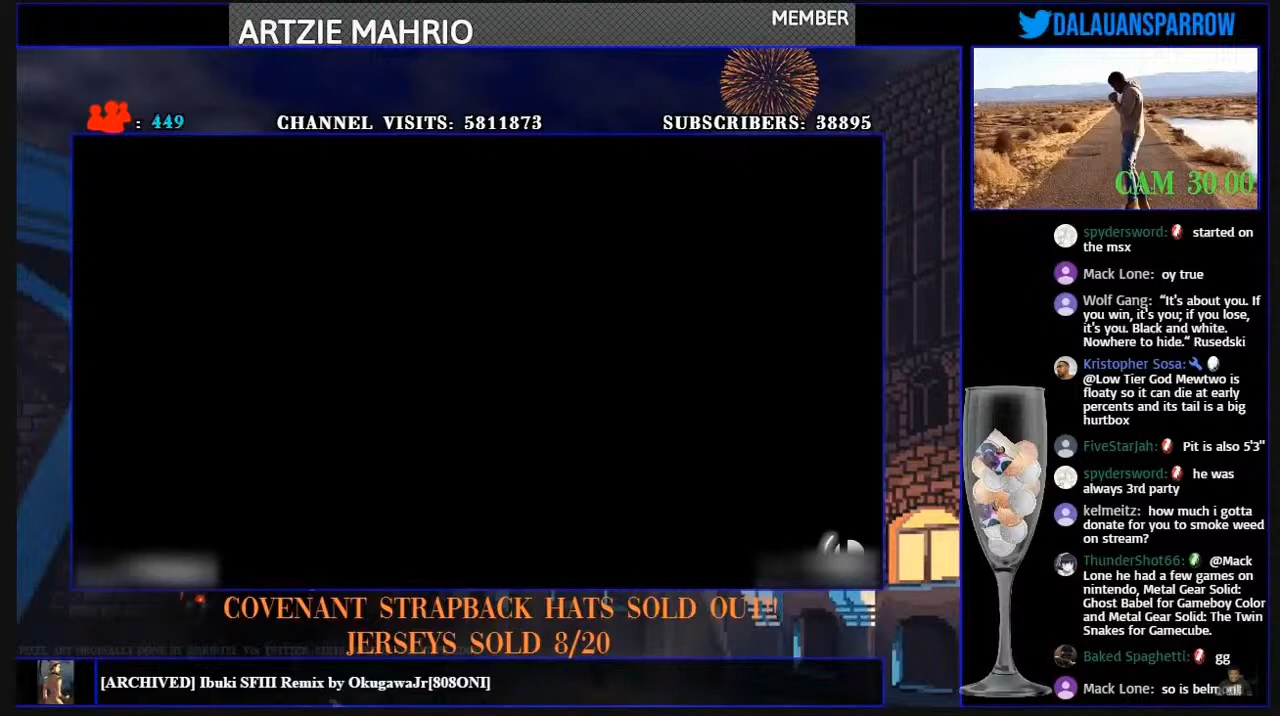 ARTZIE MAHRIO
MEMBER
DALAUANSPARROW
: 449
CHANNEL VISITS: 5811873
SUBSCRIBERS: 38895
CAM 30.00
spydersword: started on
the msx
Mack Lone: oy true
Wolf Gang: “It's about you. If
you win, it's you; if you lose,
it's you. Black and white.
Nowhere to hide.“ Rusedski
Kristopher Sosa:
@Low Tier God Mewtwo is
floaty so it can die at early
percents and its tail is a big
hurtbox
FiveStarJah: Pit is also 5'3"
spydersword: he was
always 3rd party
kelmeitz: how much i gotta
donate for you to smoke weed
on stream?
ThunderShot66: @Mack
Lone he had a few games on
nintendo, Metal Gear Solid:
Ghost Babel for Gameboy Color
and Metal Gear Solid: The Twin
Snakes for Gamecube.
Baked Spaghetti: gg
Mack Lone: so is
COVENANT STRAPBACK HATS SOLD OUT!!
JERSEYS SOLD 8/20
[ARCHIVED] Ibuki SFIII Remix by OkugawaJr[808ONI]